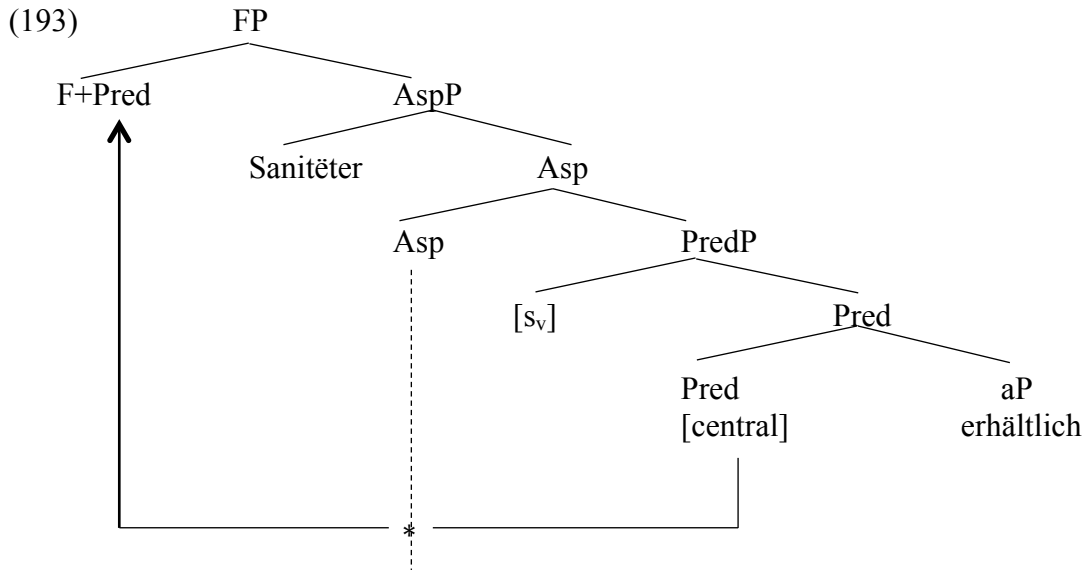 (193) FP
F+Pred AspP
Sanitëter Asp
Asp PredP
[sv] Pred
Pred aP
[central] erhältlich
*